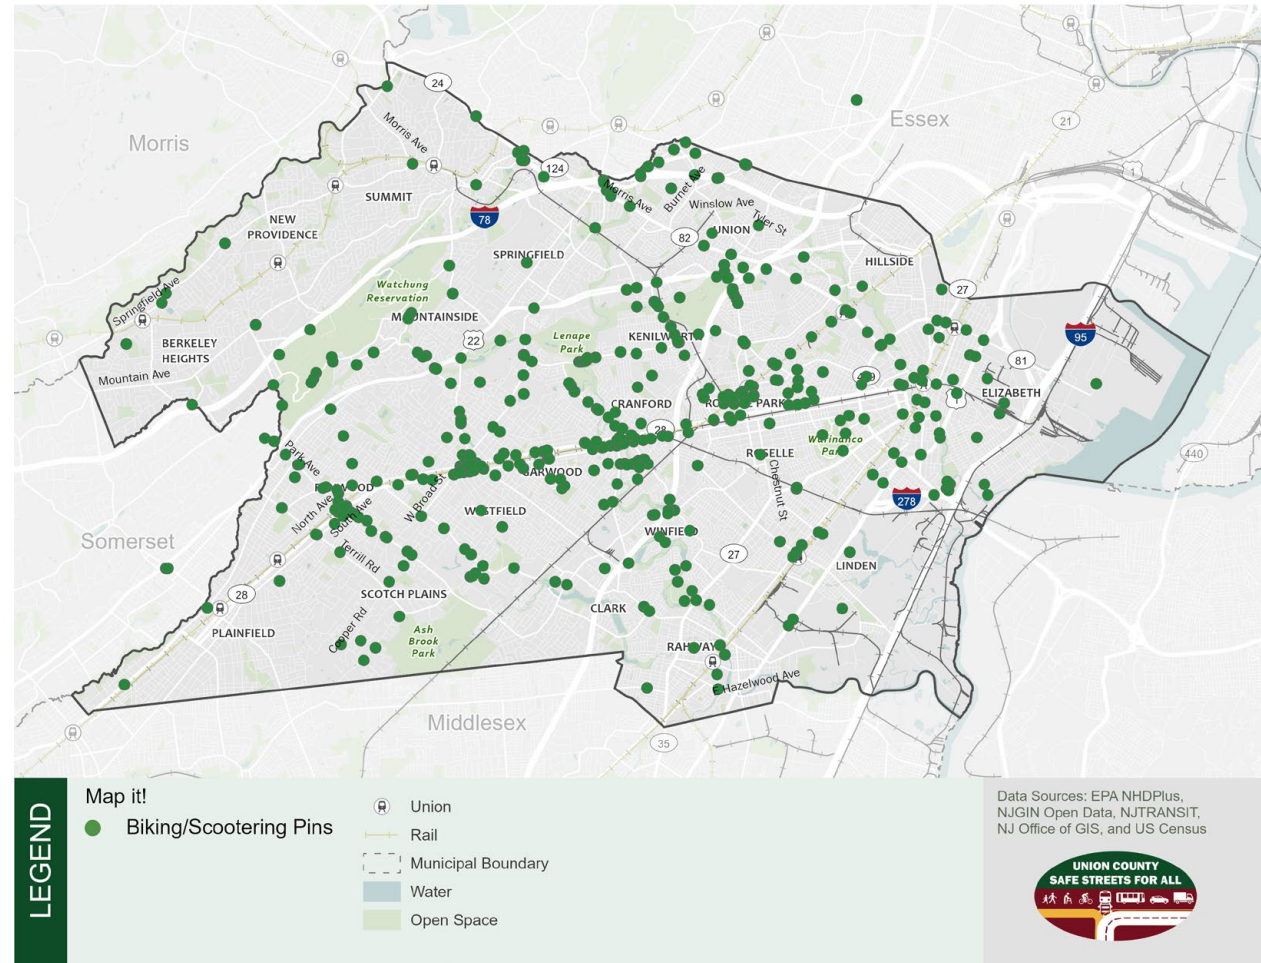 24
Essex
21
Morris Ave
Morris
1
124
SUMMIT
Morris Ave
Burnet Ave
Winslow Ave
78
NEW
PROVIDENCE
Tyler St
UNION
82
SPRINGFIELD
HILLSIDE
Watchung
Reservation
27
Springfield Ave
MOUNTAINSIDE
22
Lenape
Park
KENILWORTH
95
BERKELEY
HEIGHTS
81
Mountain Ave
ELIZABETH
CRANFORD
28
Warinanco
Park
440
Park Ave
ROSELLE
GARWOOD
Chestnut St
W Broad St
278
North Ave
South Ave
WESTFIELD
WINFIELD
Somerset
Terrill Rd
27
LINDEN
28
SCOTCH PLAINS
CLARK
PLAINFIELD
Cooper Rd
Ash
Brook
Park
RAHWAY
E Hazelwood Ave
Middlesex
35
LEGEND
Map it!
Biking/Scootering Pins
Union
Rail
Municipal Boundary
Water
Open Space
Data Sources: EPA NHDPlus,
NJGIN Open Data, NJTRANSIT,
NJ Office of GIS, and US Census
UNION COUNTY
SAFE STREETS FOR ALL